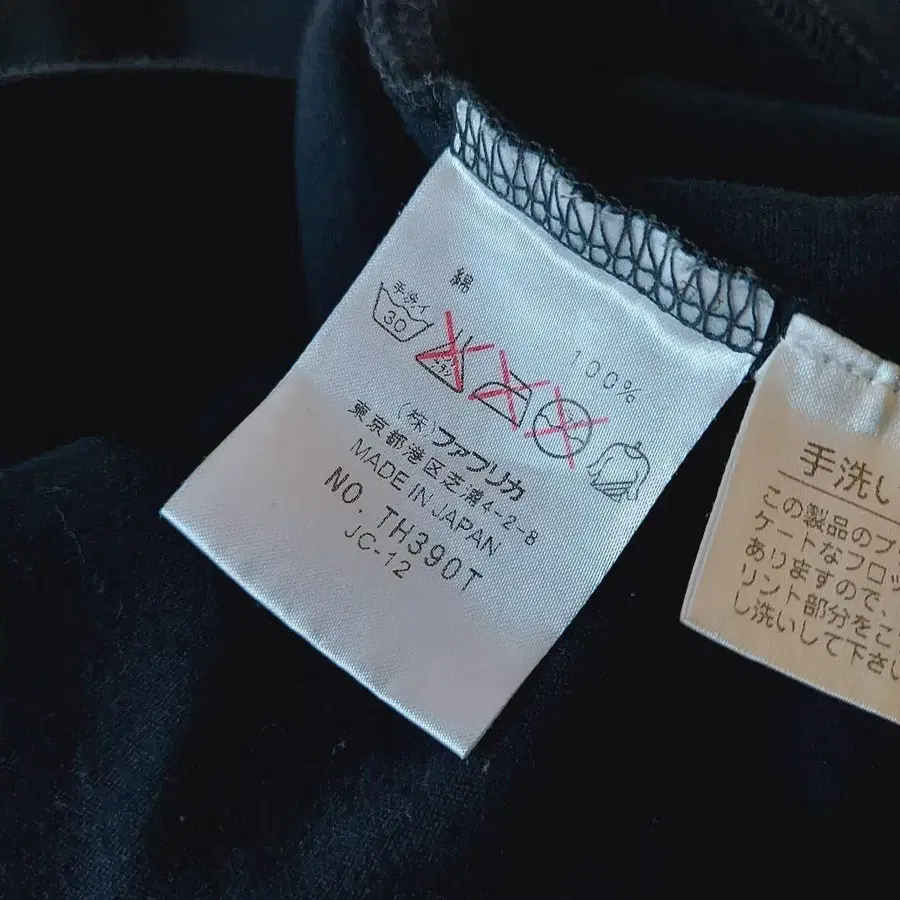 綿 100%
手洗イ
30
(株)ファブリカ
東京都港区芝浦4-2-8
MADE IN JAPAN
NO. TH390T
JC-12
手洗い
この製品のプ
ケートなフロッ
ありますので、
リント部分をこ
し洗いして下さい